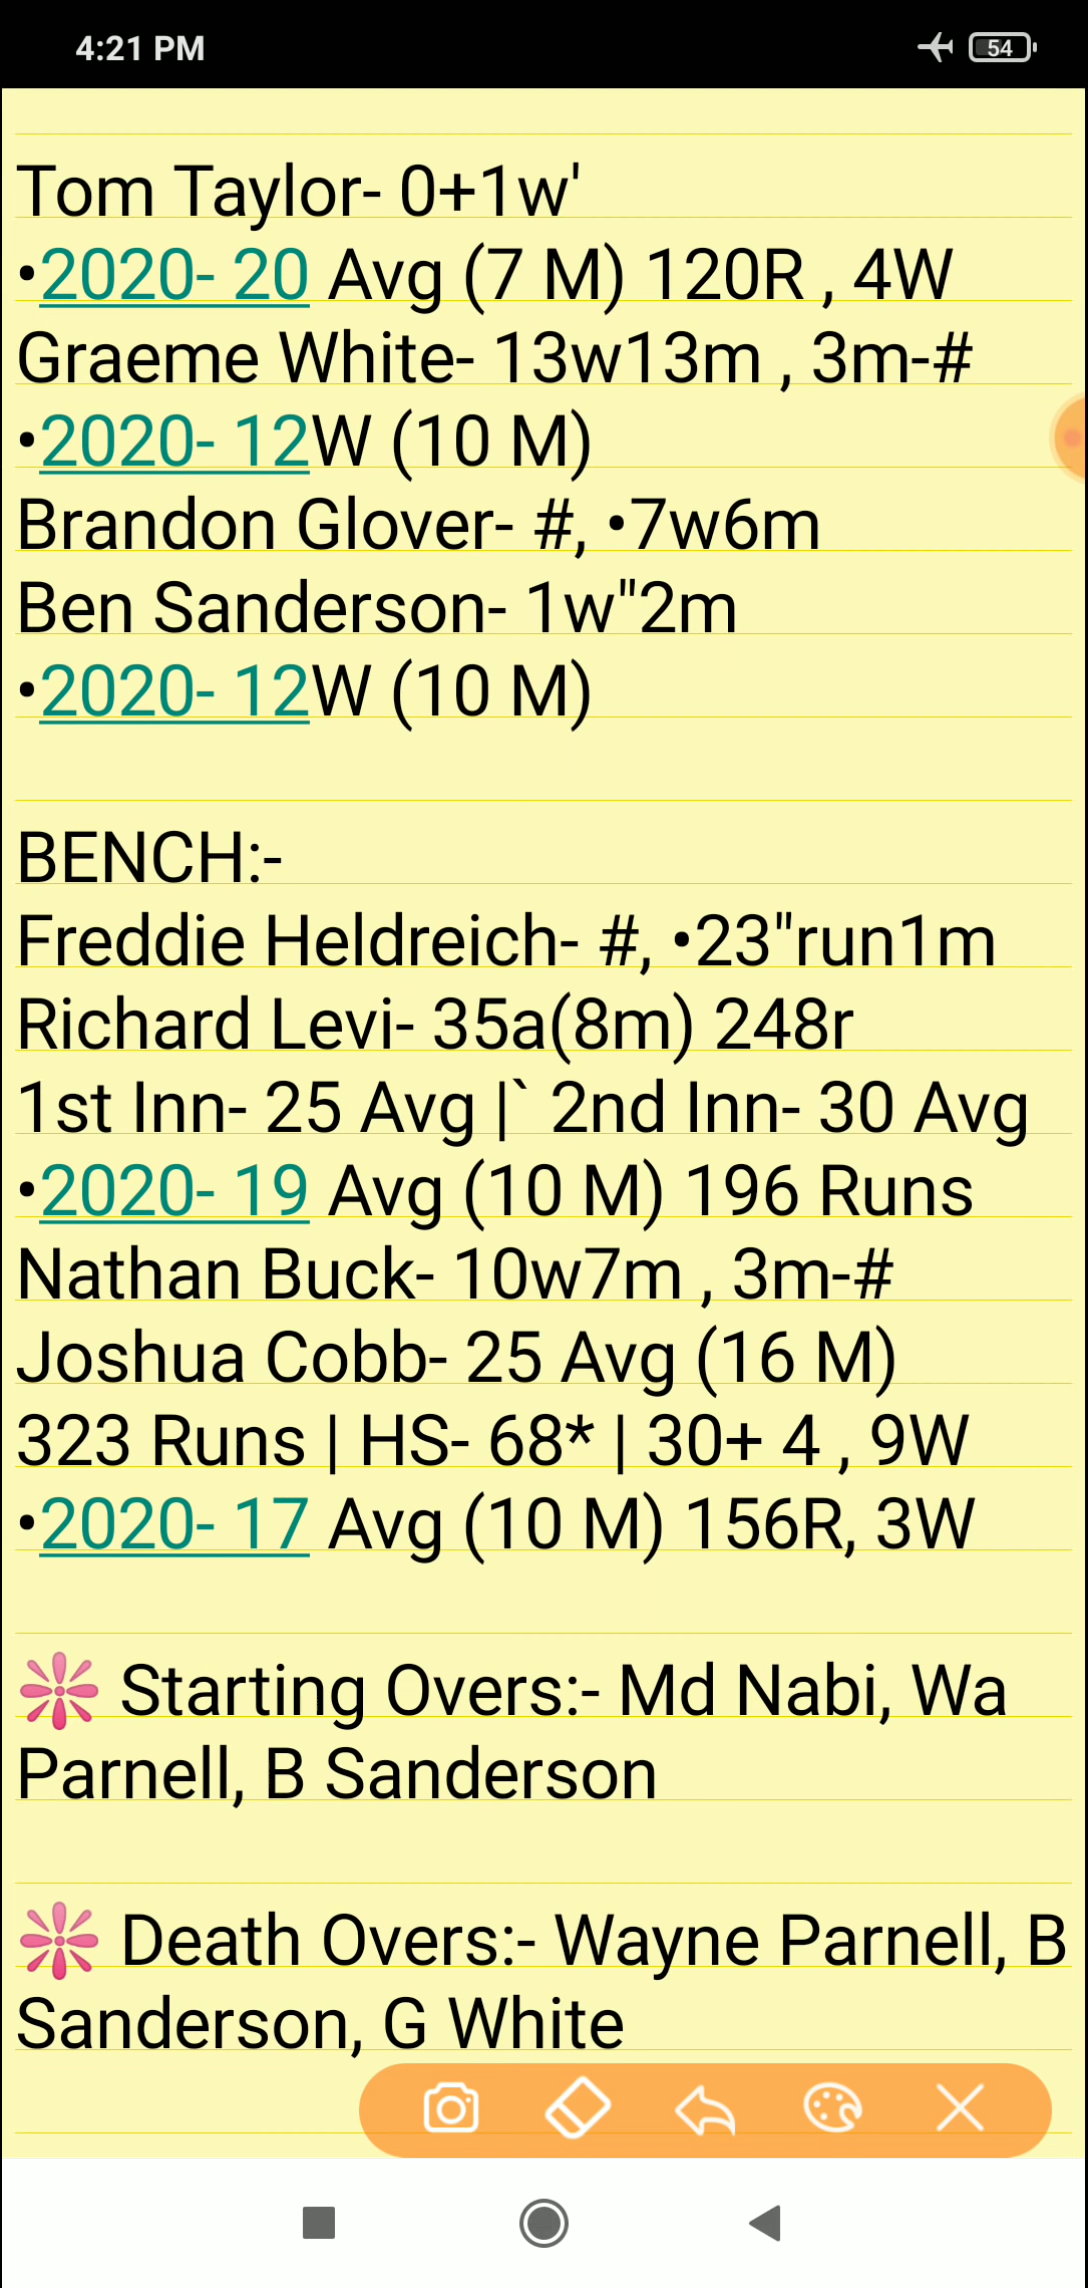 4:21 PM
54
Tom Taylor- 0+1w'
•2020- 20 Avg (7 M) 120R , 4W
Graeme White- 13w13m , 3m-#
•2020- 12W (10 M)
Brandon Glover- #, •7w6m
Ben Sanderson- 1w"2m
•2020- 12W (10 M)
BENCH:-
Freddie Heldreich- #, •23"run1m
Richard Levi- 35a(8m) 248r
1st Inn- 25 Avg |` 2nd Inn- 30 Avg
•2020- 19 Avg (10 M) 196 Runs
Nathan Buck- 10w7m , 3m-#
Joshua Cobb- 25 Avg (16 M)
323 Runs | HS- 68* | 30+ 4 , 9W
•2020- 17 Avg (10 M) 156R, 3W
Starting Overs:- Md Nabi, Wa
Parnell, B Sanderson
Death Overs:- Wayne Parnell, B
Sanderson, G White